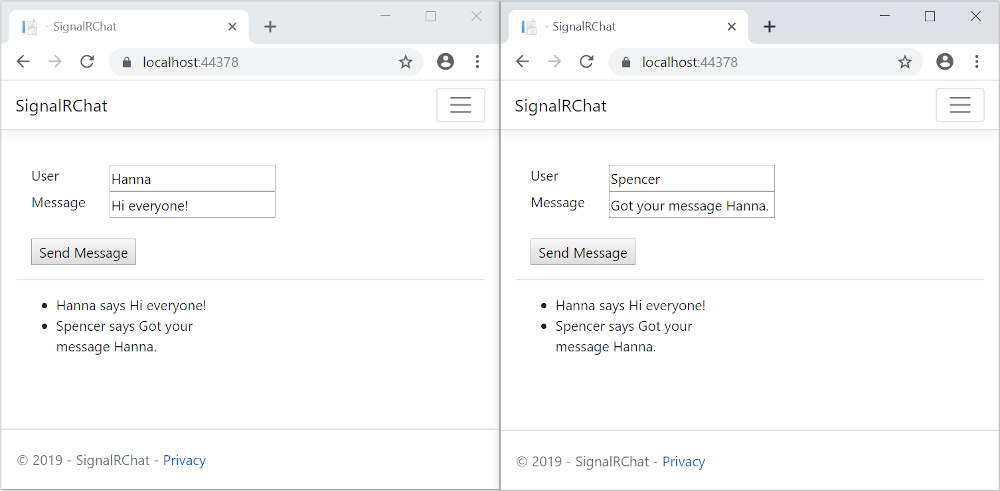 - SignalRChat
localhost:44378
SignalRChat
User
Hanna
Message
Hi everyone!
Send Message
Hanna says Hi everyone!
Spencer says Got your
message Hanna.
© 2019 - SignalRChat - Privacy
- SignalRChat
localhost:44378
SignalRChat
User
Spencer
Message
Got your message Hanna.
Send Message
Hanna says Hi everyone!
Spencer says Got your
message Hanna.
© 2019 - SignalRChat - Privacy